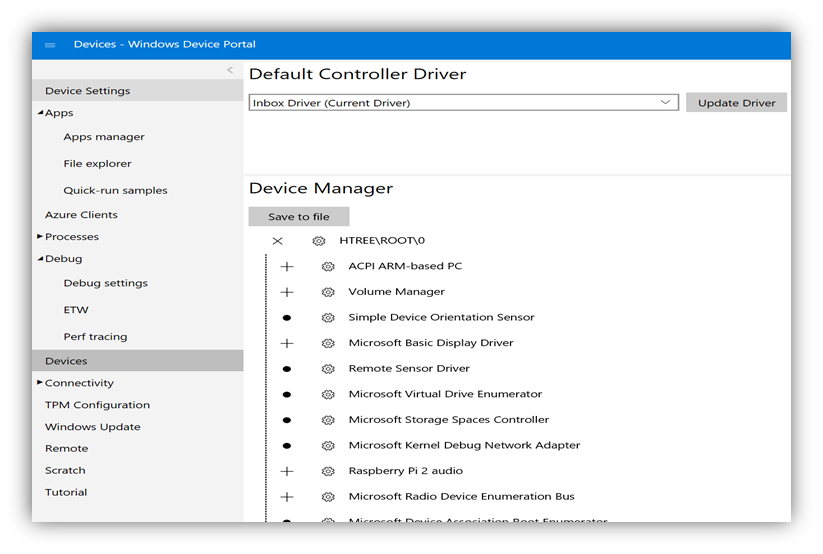 Devices - Windows Device Portal
Device Settings
Apps
Apps manager
File explorer
Quick-run samples
Azure Clients
Processes
Debug
Debug settings
ETW
Perf tracing
Devices
Connectivity
TPM Configuration
Windows Update
Remote
Scratch
Tutorial
Default Controller Driver
Inbox Driver (Current Driver)
Update Driver
Device Manager
Save to file
HTREE\ROOT\0
ACPI ARM-based PC
Volume Manager
Simple Device Orientation Sensor
Microsoft Basic Display Driver
Remote Sensor Driver
Microsoft Virtual Drive Enumerator
Microsoft Storage Spaces Controller
Microsoft Kernel Debug Network Adapter
Raspberry Pi 2 audio
Microsoft Radio Device Enumeration Bus
Microsoft Device Association Root Enumerator